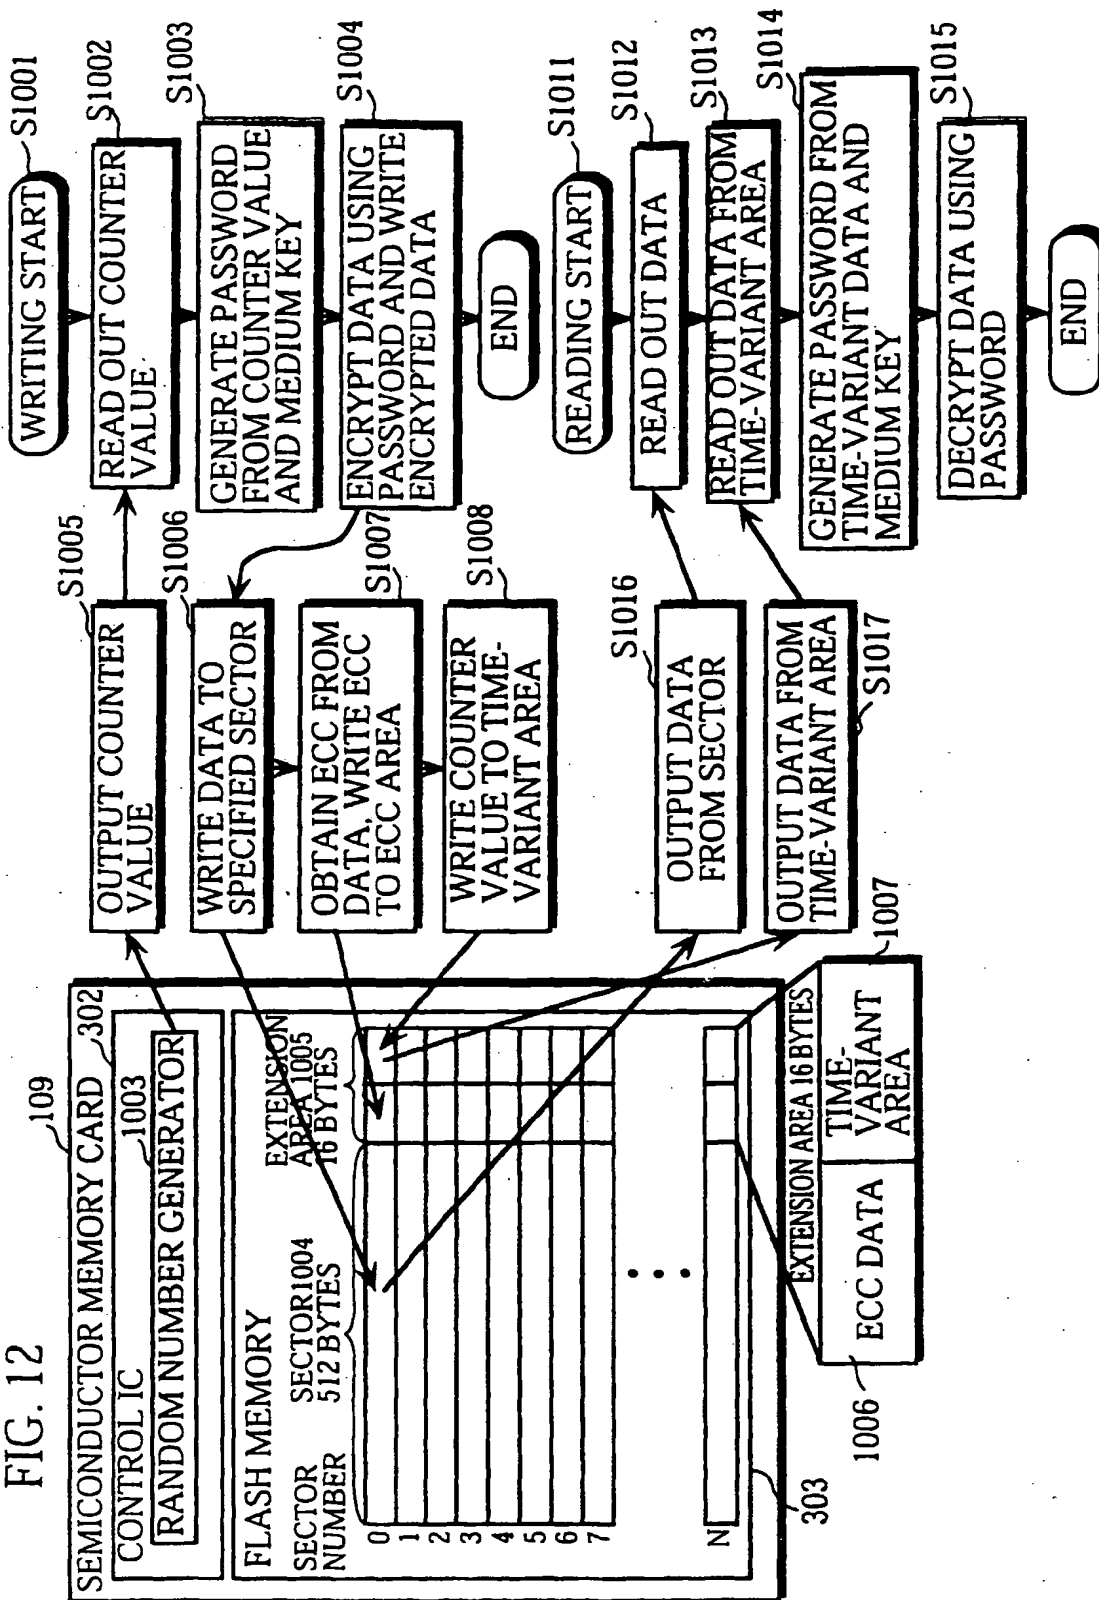 FIG. 12
109
SEMICONDUCTOR MEMORY CARD
302
CONTROL IC
1003
RANDOM NUMBER GENERATOR
FLASH MEMORY
SECTOR
NUMBER
SECTOR1004
512 BYTES
EXTENSION
AREA 1005
16 BYTES
0
1
2
3
4
5
6
7
N
303
EXTENSION AREA 16 BYTES
1006
ECC DATA
TIME-
VARIANT
AREA
1007
S1005
OUTPUT COUNTER
VALUE
S1006
WRITE DATA TO
SPECIFIED SECTOR
S1007
OBTAIN ECC FROM
DATA, WRITE ECC
TO ECC AREA
S1008
WRITE COUNTER
VALUE TO TIME-
VARIANT AREA
S1016
OUTPUT DATA
FROM SECTOR
OUTPUT DATA FROM
TIME-VARIANT AREA
S1017
WRITING START
S1001
S1002
READ OUT COUNTER
VALUE
S1003
GENERATE PASSWORD
FROM COUNTER VALUE
AND MEDIUM KEY
S1004
ENCRYPT DATA USING
PASSWORD AND WRITE
ENCRYPTED DATA
END
READING START
S1011
S1012
READ OUT DATA
S1013
READ OUT DATA FROM
TIME-VARIANT AREA
S1014
GENERATE PASSWORD FROM
TIME-VARIANT DATA AND
MEDIUM KEY
S1015
DECRYPT DATA USING
PASSWORD
END